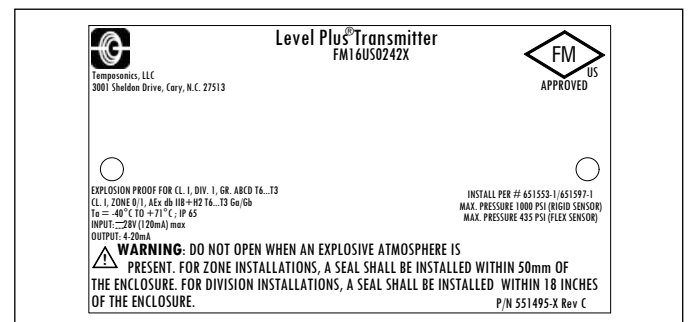 Level Plus® Transmitter
FM16US0242X
FM
US
APPROVED
Temposonics, LLC
3001 Sheldon Drive, Cary, N.C. 27513
EXPLOSION PROOF FOR CL. I, DIV. 1, GR. ABCD T6...T3
CL. I, ZONE 0/1, AEx db IIB+H2 T6...T3 Ga/Gb
Ta = -40°C TO +71°C ; IP 65
INPUT: ⎓28V (120mA) max
OUTPUT: 4-20mA
INSTALL PER # 651553-1/651597-1
MAX. PRESSURE 1000 PSI (RIGID SENSOR)
MAX. PRESSURE 435 PSI (FLEX SENSOR)
WARNING: DO NOT OPEN WHEN AN EXPLOSIVE ATMOSPHERE IS
PRESENT. FOR ZONE INSTALLATIONS, A SEAL SHALL BE INSTALLED WITHIN 50mm OF
THE ENCLOSURE. FOR DIVISION INSTALLATIONS, A SEAL SHALL BE INSTALLED WITHIN 18 INCHES
OF THE ENCLOSURE.
P/N 551495-X Rev C